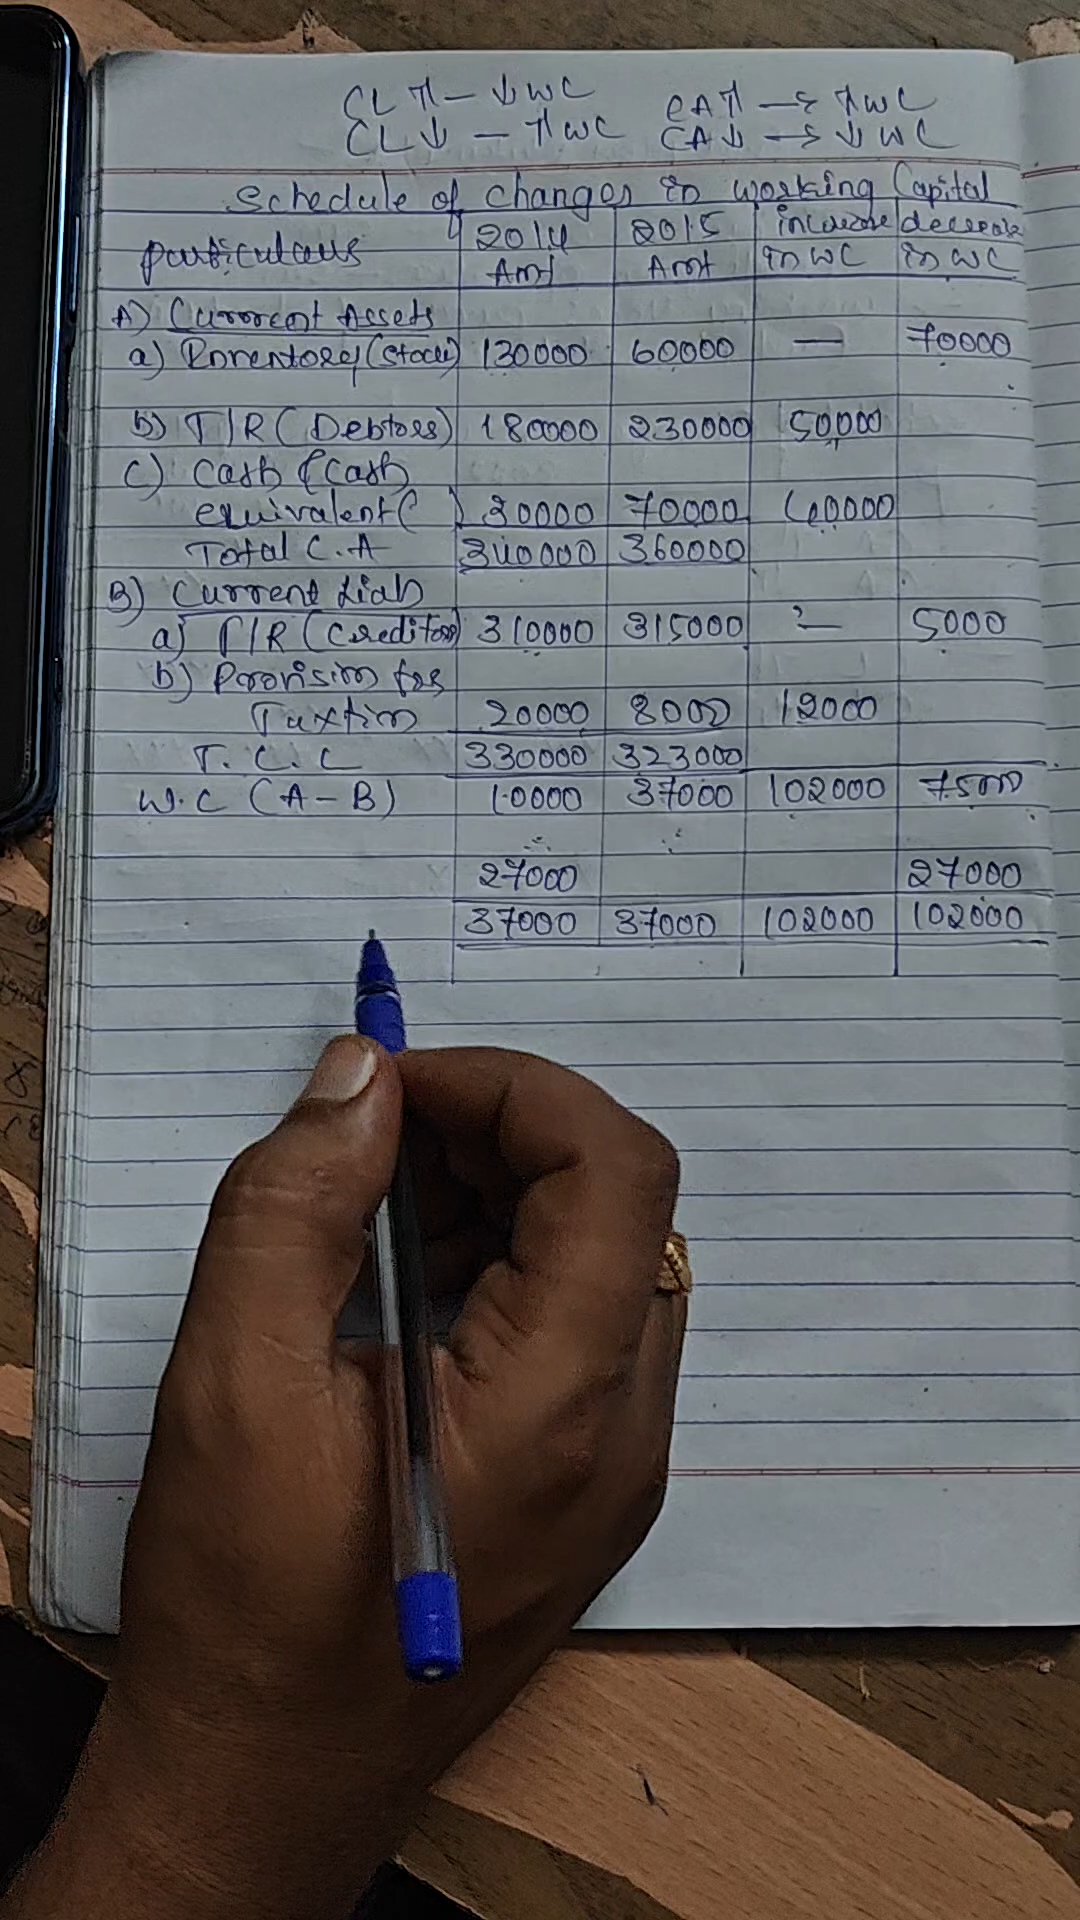 CL ↑ - ↓ WC CA↑ → ↑ WC
CL↓ - ↑ WC CA↓ → ↓ WC
Schedule of changes in working Capital
particulars 2014 Amt 2015 Amt increase in WC decrease in WC
A) Current Assets
a) Inventory (Stock) 130000 60000 — 70000
b) T/R (Debtors) 180000 230000 50000
C) Cash & Cash
equivalent ( ) 30000 70000 40000
Total C.A 340000 360000
B) Current Liab
a) T/R (Creditors) 310000 315000 — 5000
b) Provision for
Taxtion 20000 8000 12000
T. C. L 330000 323000
W.C (A-B) 10000 37000 102000 75000
27000 27000
37000 37000 102000 102000